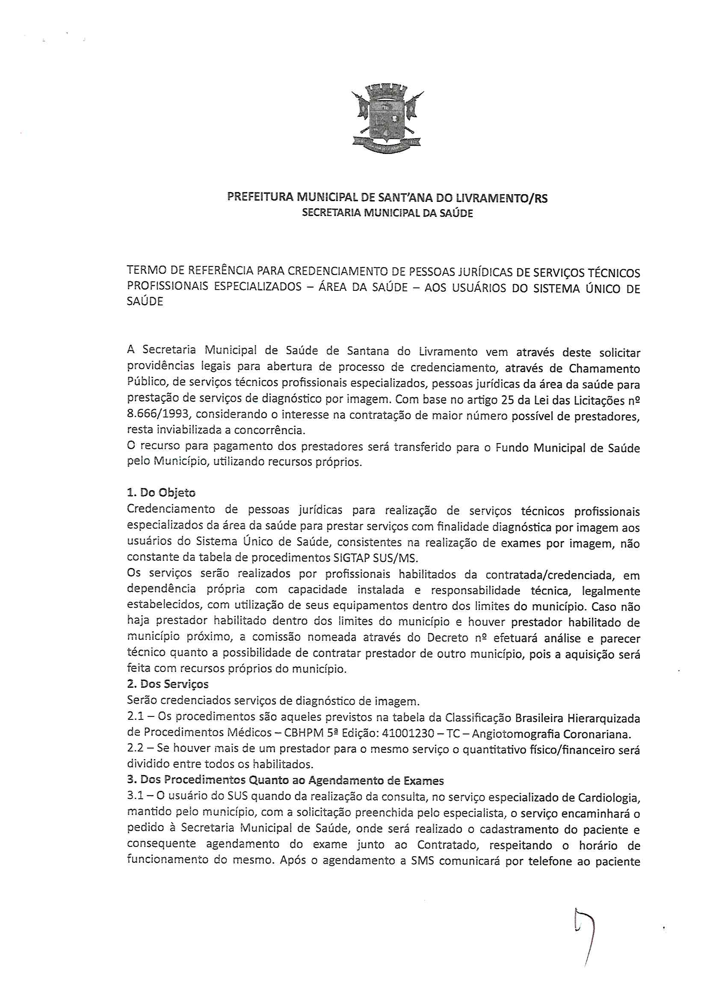 PREFEITURA MUNICIPAL DE SANT'ANA DO LIVRAMENTO/RS
SECRETARIA MUNICIPAL DA SAÚDE
TERMO DE REFERÊNCIA PARA CREDENCIAMENTO DE PESSOAS JURÍDICAS DE SERVIÇOS TÉCNICOS
PROFISSIONAIS ESPECIALIZADOS – ÁREA DA SAÚDE – AOS USUÁRIOS DO SISTEMA ÚNICO DE
SAÚDE
A Secretaria Municipal de Saúde de Santana do Livramento vem através deste solicitar
providências legais para abertura de processo de credenciamento, através de Chamamento
Público, de serviços técnicos profissionais especializados, pessoas jurídicas da área da saúde para
prestação de serviços de diagnóstico por imagem. Com base no artigo 25 da Lei das Licitações nº
8.666/1993, considerando o interesse na contratação de maior número possível de prestadores,
resta inviabilizada a concorrência.
O recurso para pagamento dos prestadores será transferido para o Fundo Municipal de Saúde
pelo Município, utilizando recursos próprios.
1. Do Objeto
Credenciamento de pessoas jurídicas para realização de serviços técnicos profissionais
especializados da área da saúde para prestar serviços com finalidade diagnóstica por imagem aos
usuários do Sistema Único de Saúde, consistentes na realização de exames por imagem, não
constante da tabela de procedimentos SIGTAP SUS/MS.
Os serviços serão realizados por profissionais habilitados da contratada/credenciada, em
dependência própria com capacidade instalada e responsabilidade técnica, legalmente
estabelecidos, com utilização de seus equipamentos dentro dos limites do município. Caso não
haja prestador habilitado dentro dos limites do município e houver prestador habilitado de
município próximo, a comissão nomeada através do Decreto nº efetuará análise e parecer
técnico quanto a possibilidade de contratar prestador de outro município, pois a aquisição será
feita com recursos próprios do município.
2. Dos Serviços
Serão credenciados serviços de diagnóstico de imagem.
2.1 – Os procedimentos são aqueles previstos na tabela da Classificação Brasileira Hierarquizada
de Procedimentos Médicos – CBHPM 5ª Edição: 41001230 – TC – Angiotomografia Coronariana.
2.2 – Se houver mais de um prestador para o mesmo serviço o quantitativo físico/financeiro será
dividido entre todos os habilitados.
3. Dos Procedimentos Quanto ao Agendamento de Exames
3.1 – O usuário do SUS quando da realização da consulta, no serviço especializado de Cardiologia,
mantido pelo município, com a solicitação preenchida pelo especialista, o serviço encaminhará o
pedido à Secretaria Municipal de Saúde, onde será realizado o cadastramento do paciente e
consequente agendamento do exame junto ao Contratado, respeitando o horário de
funcionamento do mesmo. Após o agendamento a SMS comunicará por telefone ao paciente